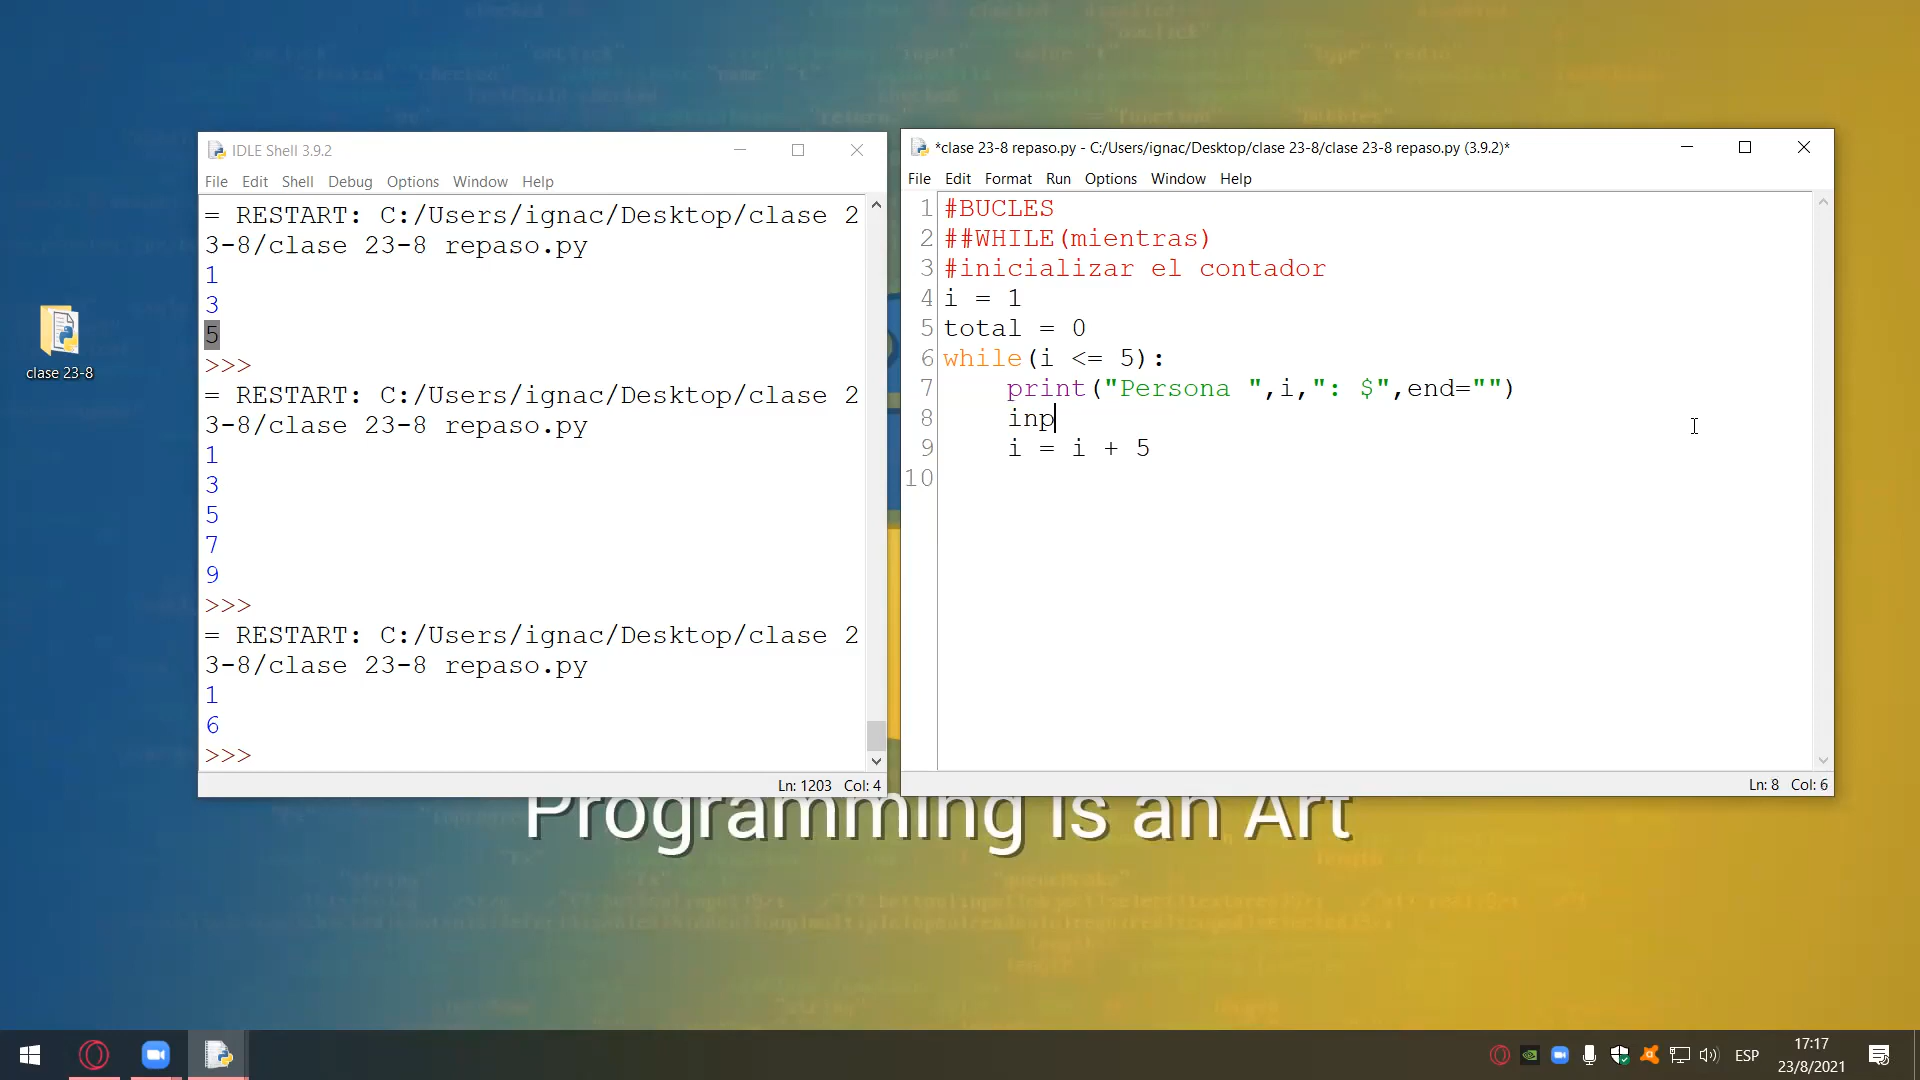 IDLE Shell 3.9.2
File Edit Shell Debug Options Window Help
= RESTART: C:/Users/ignac/Desktop/clase 2
3-8/clase 23-8 repaso.py
1
3
5
>>>
= RESTART: C:/Users/ignac/Desktop/clase 2
3-8/clase 23-8 repaso.py
1
3
5
7
9
>>>
= RESTART: C:/Users/ignac/Desktop/clase 2
3-8/clase 23-8 repaso.py
1
6
>>>
Ln: 1203 Col: 4
*clase 23-8 repaso.py - C:/Users/ignac/Desktop/clase 23-8/clase 23-8 repaso.py (3.9.2)*
File Edit Format Run Options Window Help
1 #BUCLES
2 ##WHILE(mientras)
3 #inicializar el contador
4 i = 1
5 total = 0
6 while(i <= 5):
7     print("Persona ",i,": $",end="")
8     inp
9     i = i + 5
10
Ln: 8 Col: 6
clase 23-8
Programming is an Art
ESP
17:17
23/8/2021